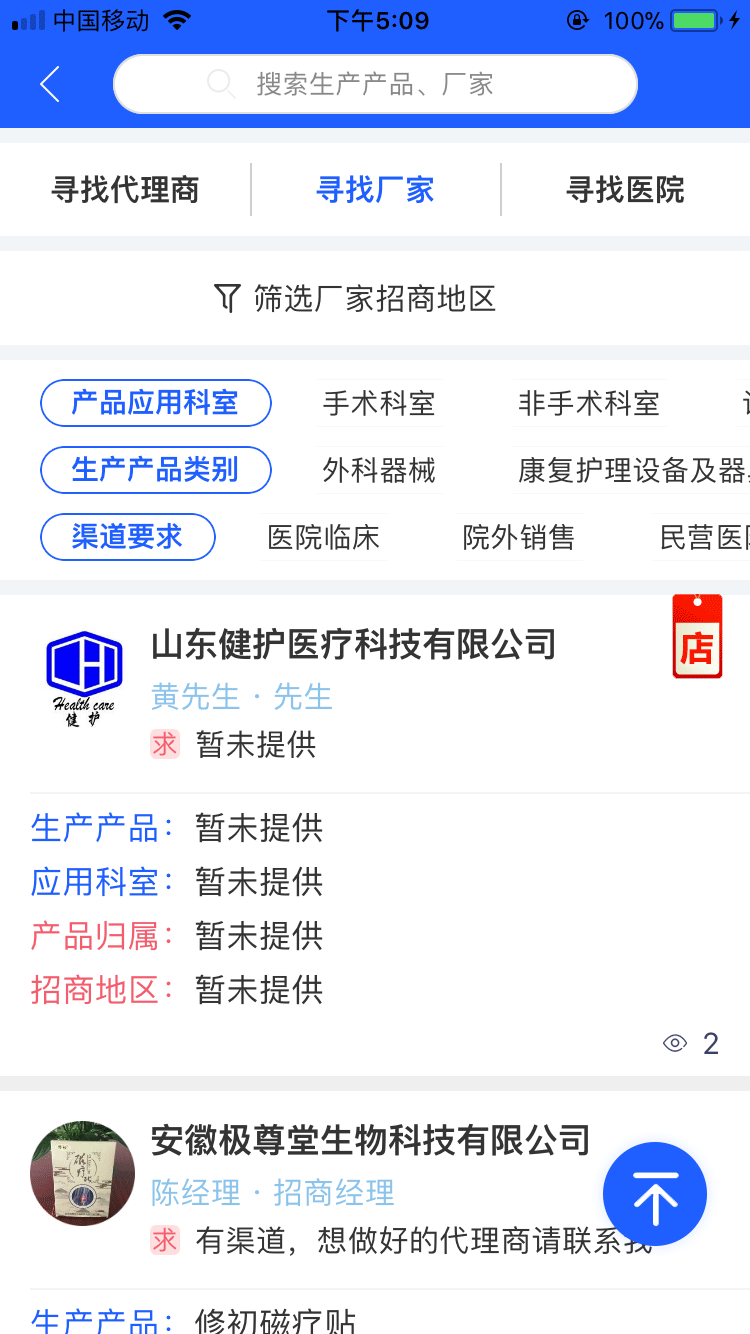 中国移动 下午5:09 100%
搜索生产产品、厂家
寻找代理商 寻找厂家 寻找医院
筛选厂家招商地区
产品应用科室 手术科室 非手术科室
生产产品类别 外科器械 康复护理设备及器
渠道要求 医院临床 院外销售 民营医
山东健护医疗科技有限公司
店
Health care
健护
黄先生 · 先生
求 暂未提供
生产产品： 暂未提供
应用科室： 暂未提供
产品归属： 暂未提供
招商地区： 暂未提供
2
安徽极尊堂生物科技有限公司
陈经理 · 招商经理
求 有渠道，想做好的代理商请联系我
生产产品： 修初磁疗贴